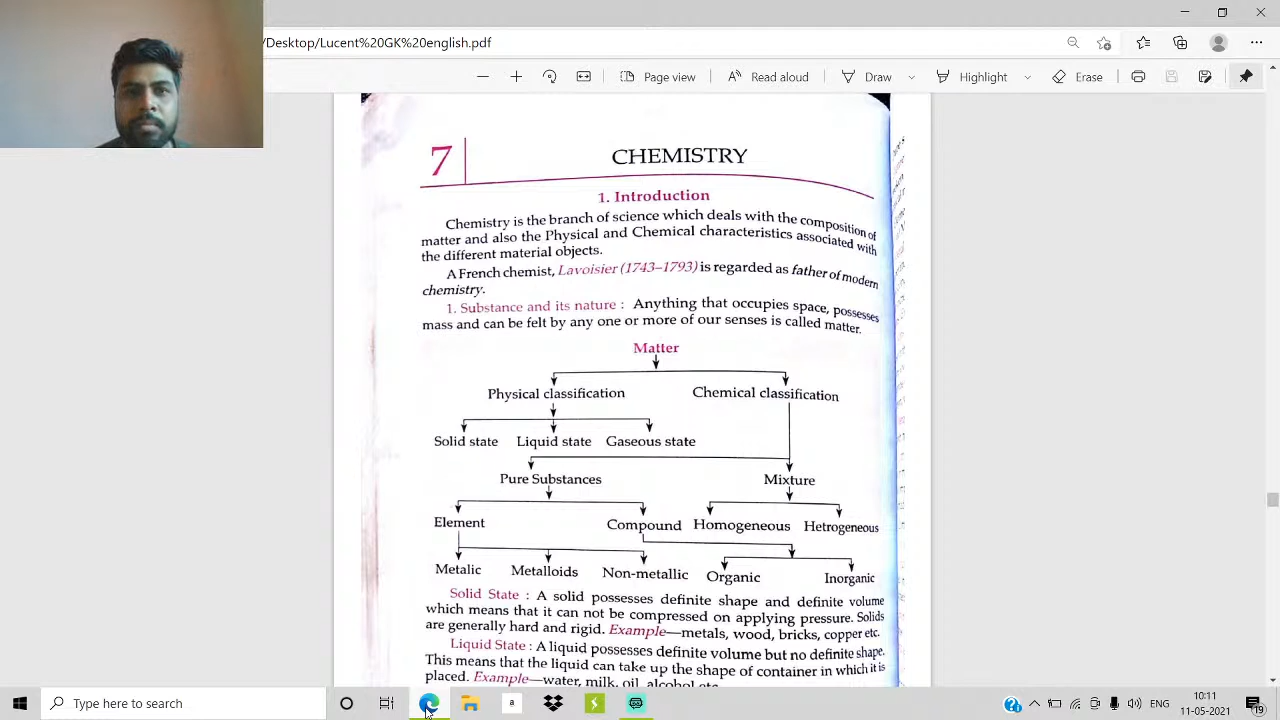 /Desktop/Lucent%20GK%20english.pdf
Page view
Read aloud
Draw
Highlight
Erase
7
CHEMISTRY
1. Introduction
Chemistry is the branch of science which deals with the composition of
matter and also the Physical and Chemical characteristics associated with
the different material objects.
A French chemist, Lavoisier (1743–1793) is regarded as father of modern
chemistry.
1. Substance and its nature : Anything that occupies space, possesses
mass and can be felt by any one or more of our senses is called matter.
Matter
Physical classification Chemical classification
Solid state Liquid state Gaseous state
Pure Substances Mixture
Element Compound Homogeneous Hetrogeneous
Metalic Metalloids Non-metallic Organic Inorganic
Solid State : A solid possesses definite shape and definite volume
which means that it can not be compressed on applying pressure. Solids
are generally hard and rigid. Example—metals, wood, bricks, copper etc.
Liquid State : A liquid possesses definite volume but no definite shape.
This means that the liquid can take up the shape of container in which it is
placed. Example—water, milk, oil, alcohol etc.
Type here to search
a
S
ENG
10:11
11-05-2021
19